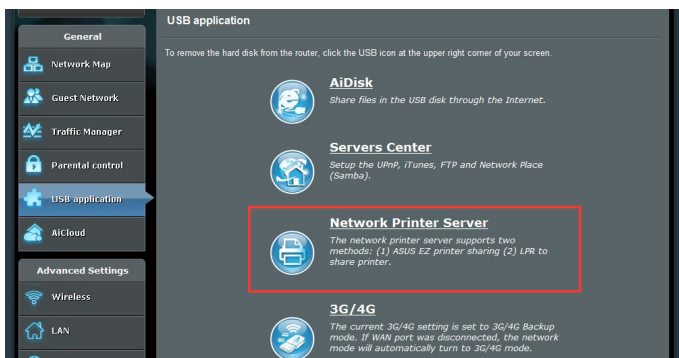 USB application
To remove the hard disk from the router, click the USB icon at the upper right corner of your screen.
General
Network Map
Guest Network
Traffic Manager
Parental control
USB application
AiCloud
Advanced Settings
Wireless
LAN
AiDisk
Share files in the USB disk through the Internet.
Servers Center
Setup the UPnP, iTunes, FTP and Network Place
(Samba).
Network Printer Server
The network printer server supports two
methods: (1) ASUS EZ printer sharing (2) LPR to
share printer.
3G/4G
The current 3G/4G setting is set to 3G/4G Backup
mode. If WAN port was disconnected, the network
mode will automatically turn to 3G/4G mode.